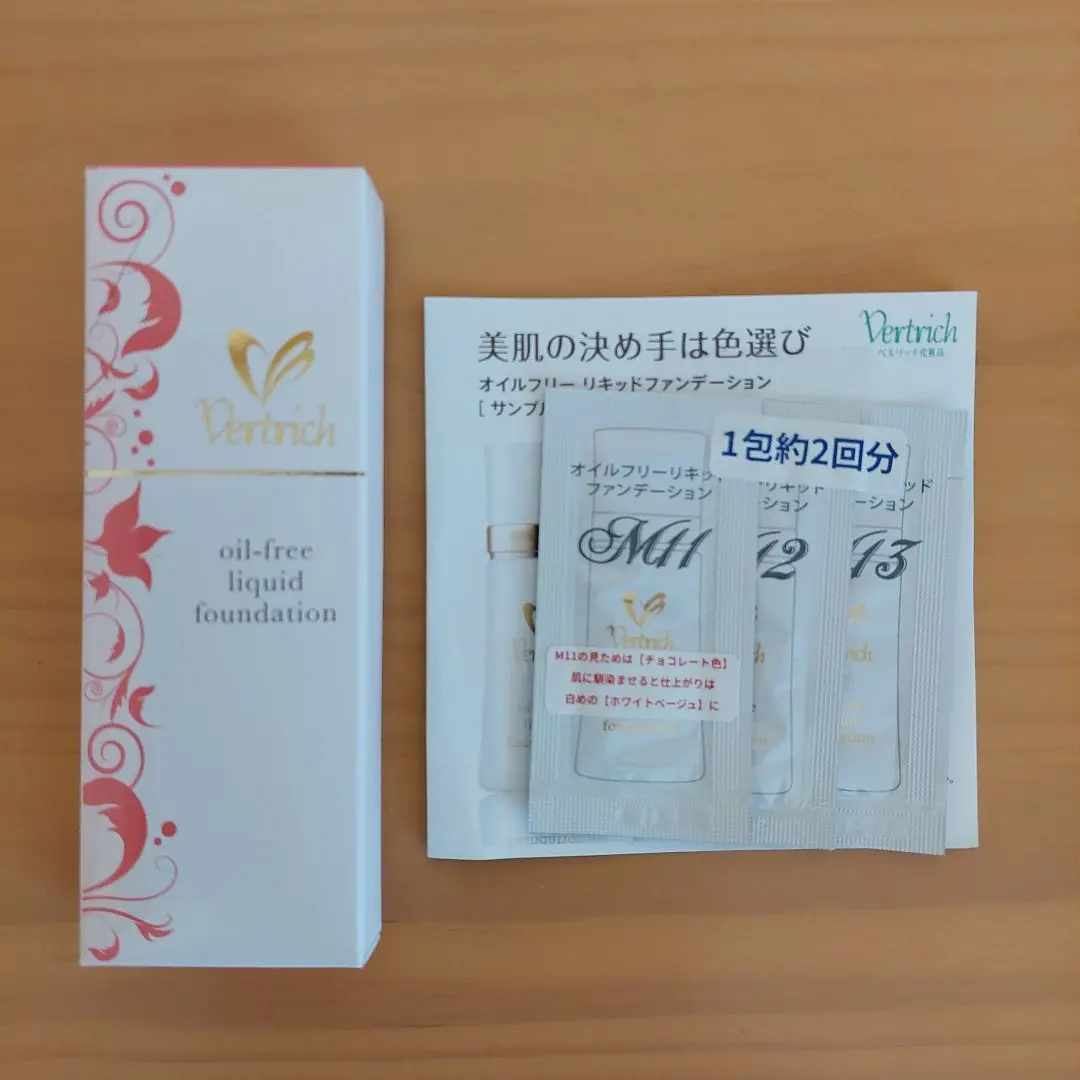 Vertrich
oil-free
liquid
foundation
美肌の決め手は色選び
Vertrich
ベルリッチ化粧品
オイルフリー リキッドファンデーション
[ サンプル
1包約2回分
オイルフリーリキッド
ファンデーション
リキッド
ション
ッド
ーション
M11
12
13
Vertrich
M11の見ためは【チョコレート色】
肌に馴染ませると仕上がりは
白めの【ホワイトベージュ】に